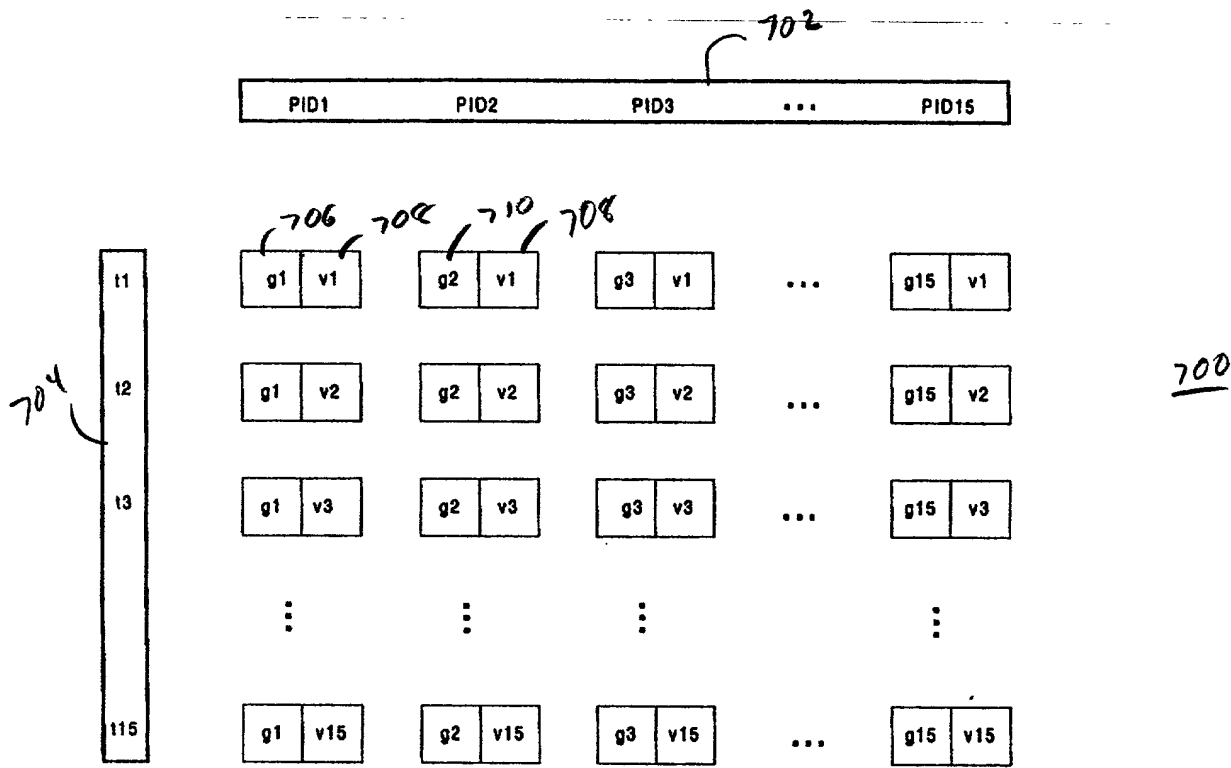 702
PID1 PID2 PID3 ... PID15
706 708 710 708
t1 g1 v1 g2 v1 g3 v1 ... g15 v1
700
t2 g1 v2 g2 v2 g3 v2 ... g15 v2
704
t3 g1 v3 g2 v3 g3 v3 ... g15 v3
t15 g1 v15 g2 v15 g3 v15 ... g15 v15